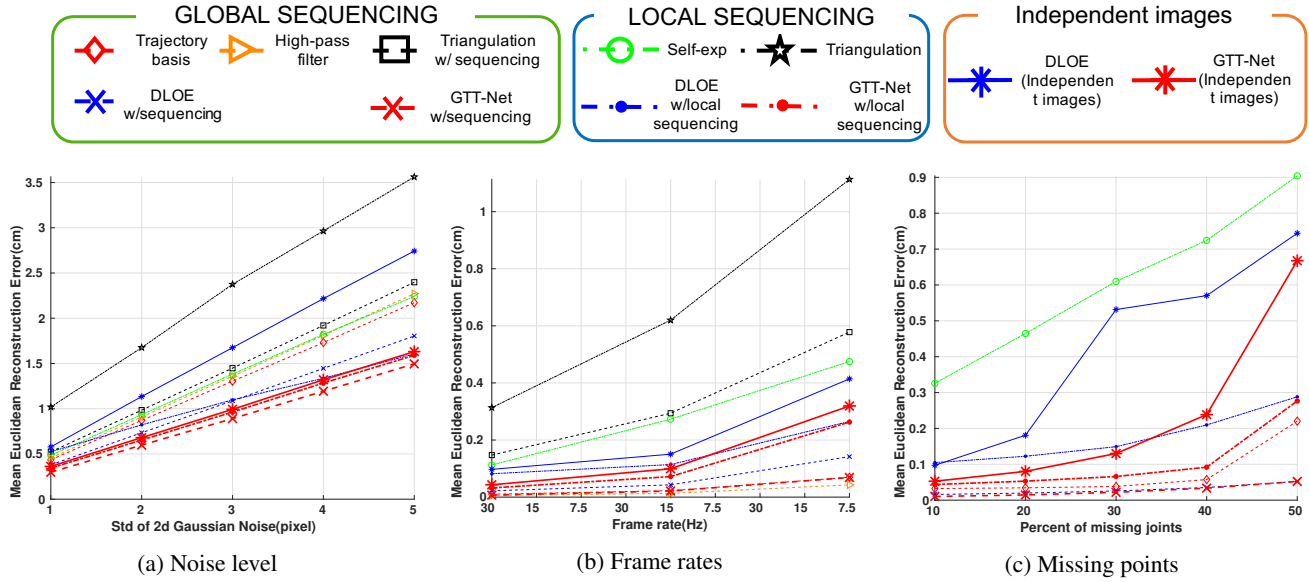 GLOBAL SEQUENCING
Trajectory
basis
High-pass
filter
Triangulation
w/ sequencing
DLOE
w/sequencing
GTT-Net
w/sequencing
LOCAL SEQUENCING
Self-exp
Triangulation
DLOE
w/local
sequencing
GTT-Net
w/local
sequencing
Independent images
DLOE
(Independen
t images)
GTT-Net
(Independen
t images)
Mean Euclidean Reconstruction Error(cm)
3.5
3
2.5
2
1.5
1
0.5
0
1 2 3 4 5
Std of 2d Gaussian Noise(pixel)
(a) Noise level
Mean Euclidean Reconstruction Error(cm)
1
0.8
0.6
0.4
0.2
0
30 15 7.5 30 15 7.5 30 15 7.5 30 15 7.5
Frame rate(Hz)
(b) Frame rates
Mean Euclidean Reconstruction Error(cm)
0.9
0.8
0.7
0.6
0.5
0.4
0.3
0.2
0.1
0
10 20 30 40 50
Percent of missing joints
(c) Missing points